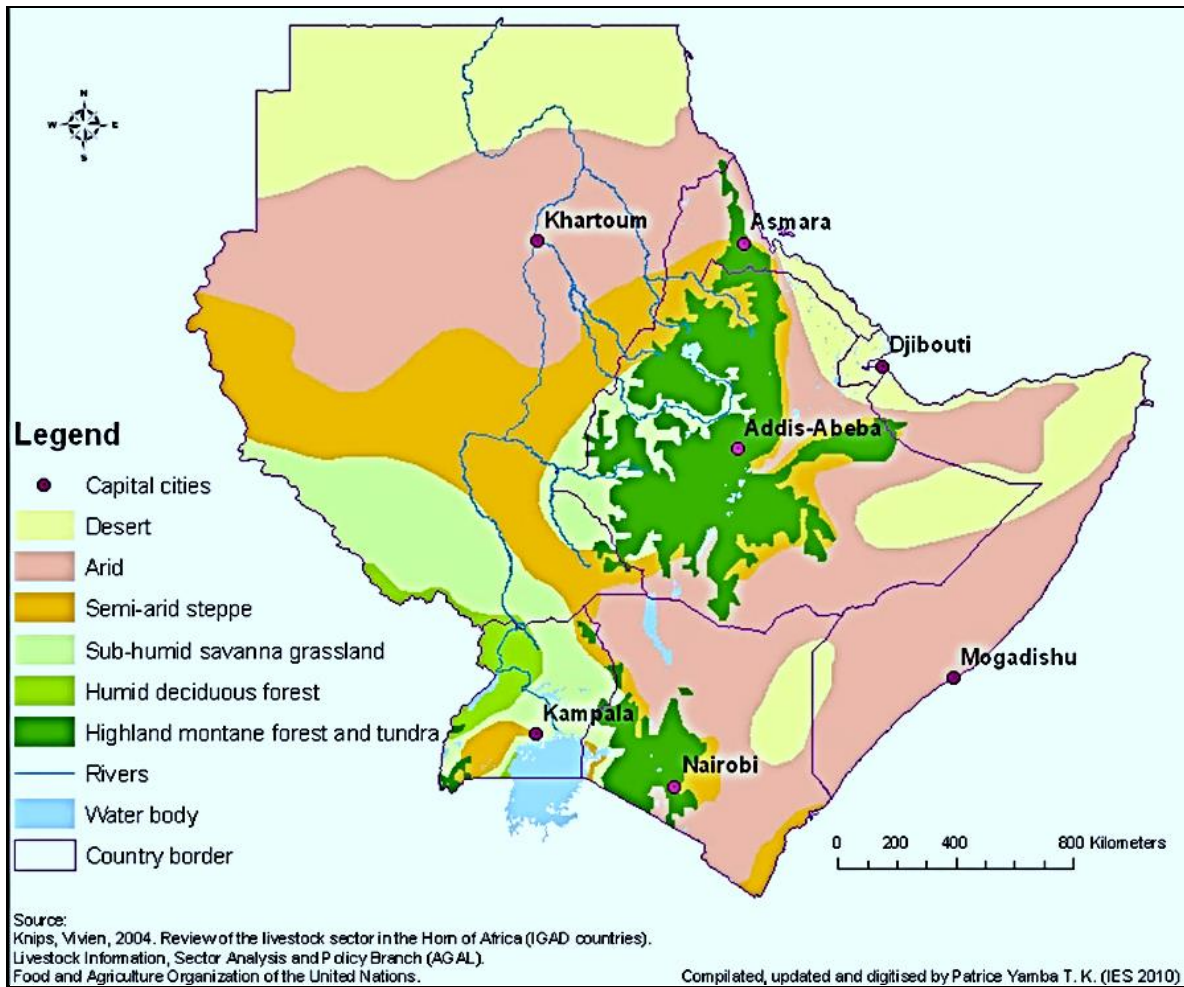 N
W E
S
Khartoum
Asmara
Djibouti
Addis-Abeba
Mogadishu
Kampala
Nairobi
Legend
Capital cities
Desert
Arid
Semi-arid steppe
Sub-humid savanna grassland
Humid deciduous forest
Highland montane forest and tundra
Rivers
Water body
Country border
0 200 400 800 Kilometers
Source:
Knips, Vivien, 2004. Review of the livestock sector in the Horn of Africa (IGAD countries).
Livestock Information, Sector Analysis and Policy Branch (AGAL).
Food and Agriculture Organization of the United Nations.
Compilated, updated and digitised by Patrice Yamba T. K. (IES 2010)